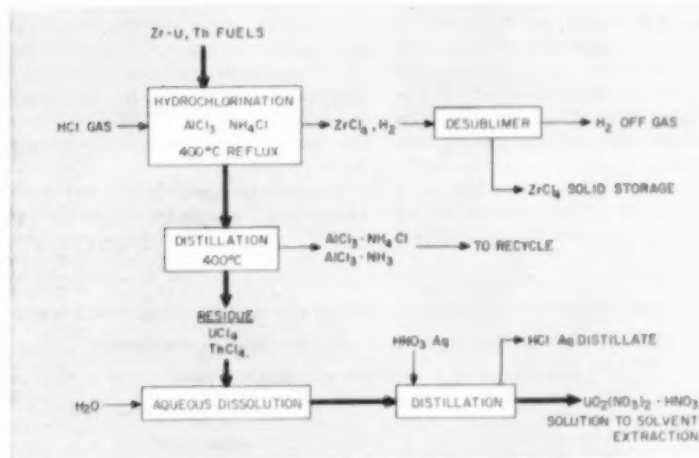 Zr-U, Th FUELS
HYDROCHLORINATION
AlCl₃ NH₄Cl
400°C REFLUX
HCl GAS
ZrCl₄, H₂
DESUBLIMER
H₂ OFF GAS
ZrCl₄ SOLID STORAGE
DISTILLATION
400°C
AlCl₃·NH₄Cl
AlCl₃·NH₃
TO RECYCLE
RESIDUE
UCl₄
ThCl₄
HNO₃ Aq
HCl Aq DISTILLATE
H₂O
AQUEOUS DISSOLUTION
DISTILLATION
UO₂(NO₃)₂ - HNO₃
SOLUTION TO SOLVENT
EXTRACTION